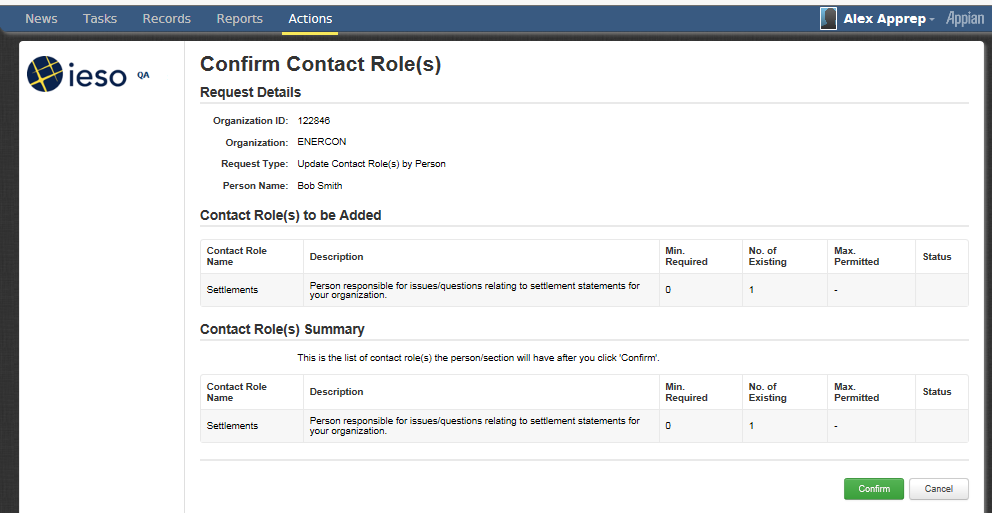 News Tasks Records Reports Actions Alex Apprep Appian
ieso QA
Confirm Contact Role(s)
Request Details
Organization ID: 122846
Organization: ENERCON
Request Type: Update Contact Role(s) by Person
Person Name: Bob Smith
Contact Role(s) to be Added
Contact Role Name Description Min. Required No. of Existing Max. Permitted Status
Settlements Person responsible for issues/questions relating to settlement statements for your organization. 0 1 -
Contact Role(s) Summary
This is the list of contact role(s) the person/section will have after you click 'Confirm'.
Contact Role Name Description Min. Required No. of Existing Max. Permitted Status
Settlements Person responsible for issues/questions relating to settlement statements for your organization. 0 1 -
Confirm Cancel